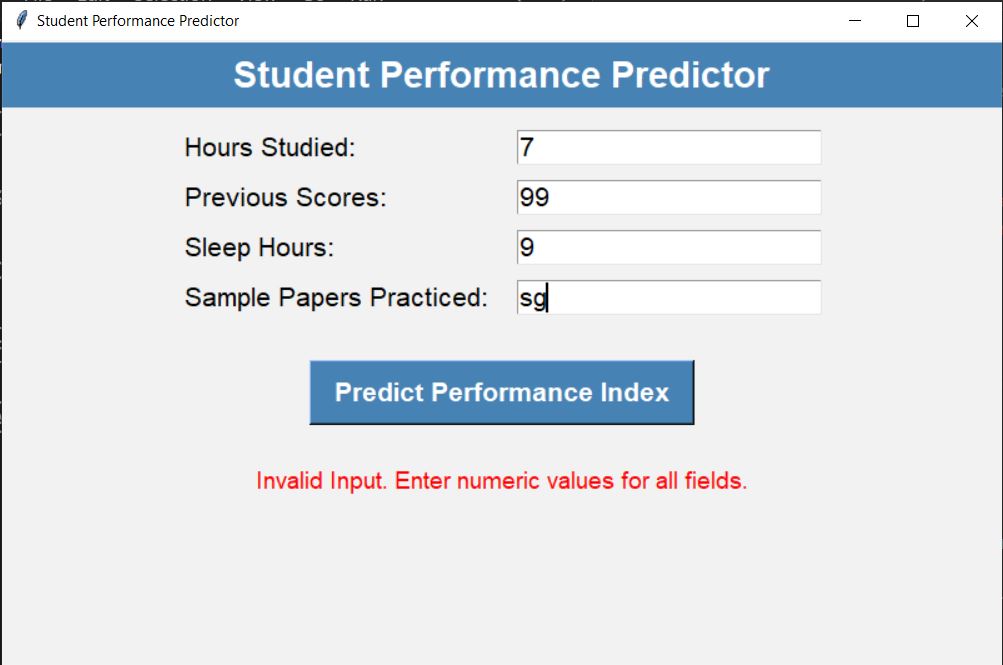 Student Performance Predictor
Student Performance Predictor
Hours Studied: 7
Previous Scores: 99
Sleep Hours: 9
Sample Papers Practiced: sg
Predict Performance Index
Invalid Input. Enter numeric values for all fields.